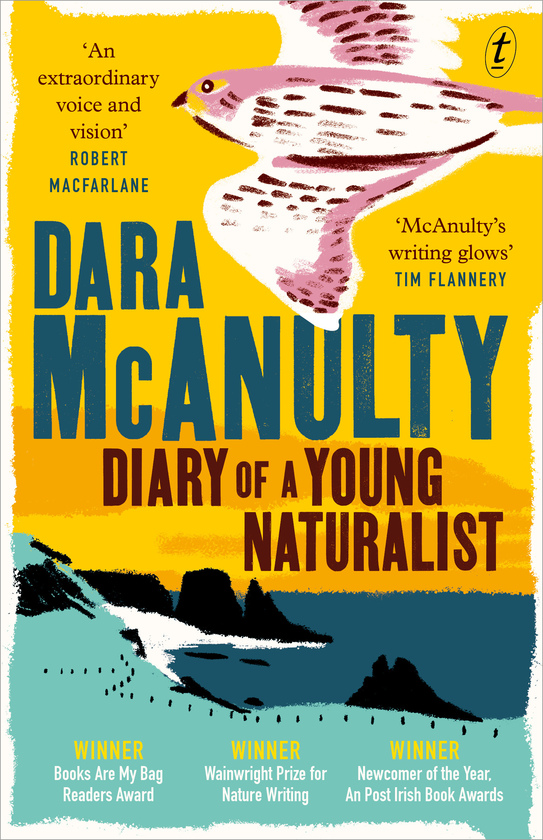 t
‘An
extraordinary
voice and
vision’
ROBERT
MACFARLANE
‘McAnulty’s
writing glows’
TIM FLANNERY
DARA
McANULTY
DIARY OF A YOUNG
NATURALIST
WINNER
Books Are My Bag
Readers Award
WINNER
Wainwright Prize for
Nature Writing
WINNER
Newcomer of the Year,
An Post Irish Book Awards